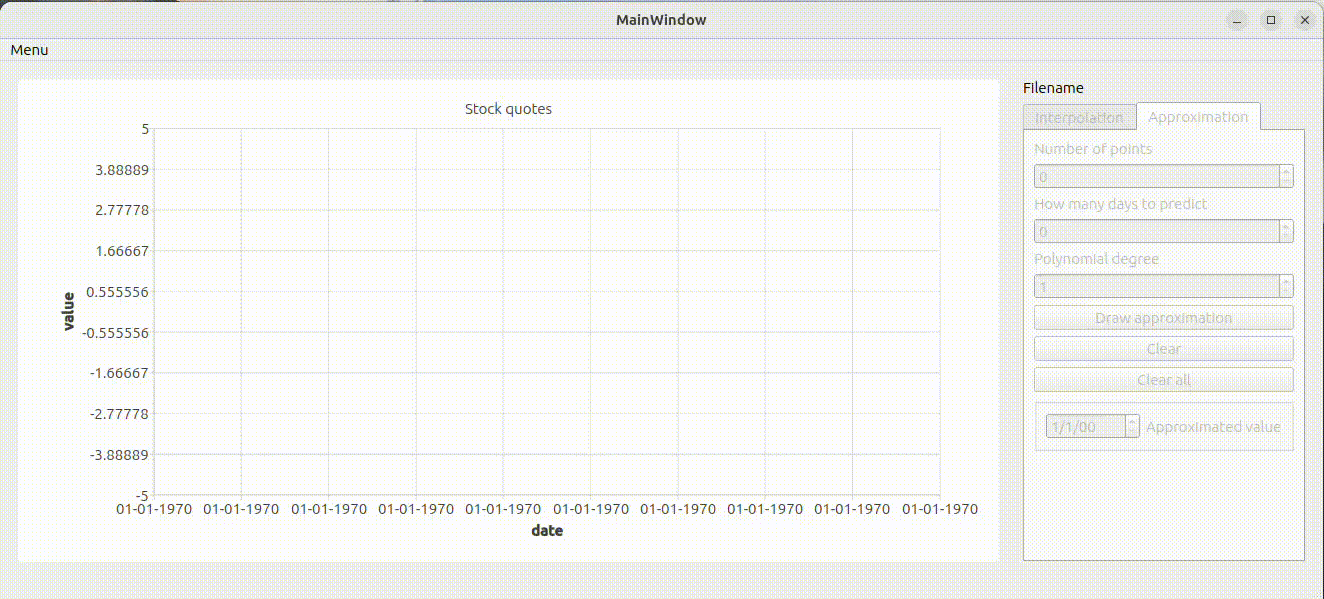 MainWindow
Menu
Stock quotes
5
3.88889
2.77778
1.66667
0.555556
-0.555556
-1.66667
-2.77778
-3.88889
-5
value
01-01-1970 01-01-1970 01-01-1970 01-01-1970 01-01-1970 01-01-1970 01-01-1970 01-01-1970 01-01-1970 01-01-1970
date
Filename
Interpolation Approximation
Number of points
0
How many days to predict
0
Polynomial degree
1
Draw approximation
Clear
Clear all
1/1/00 Approximated value